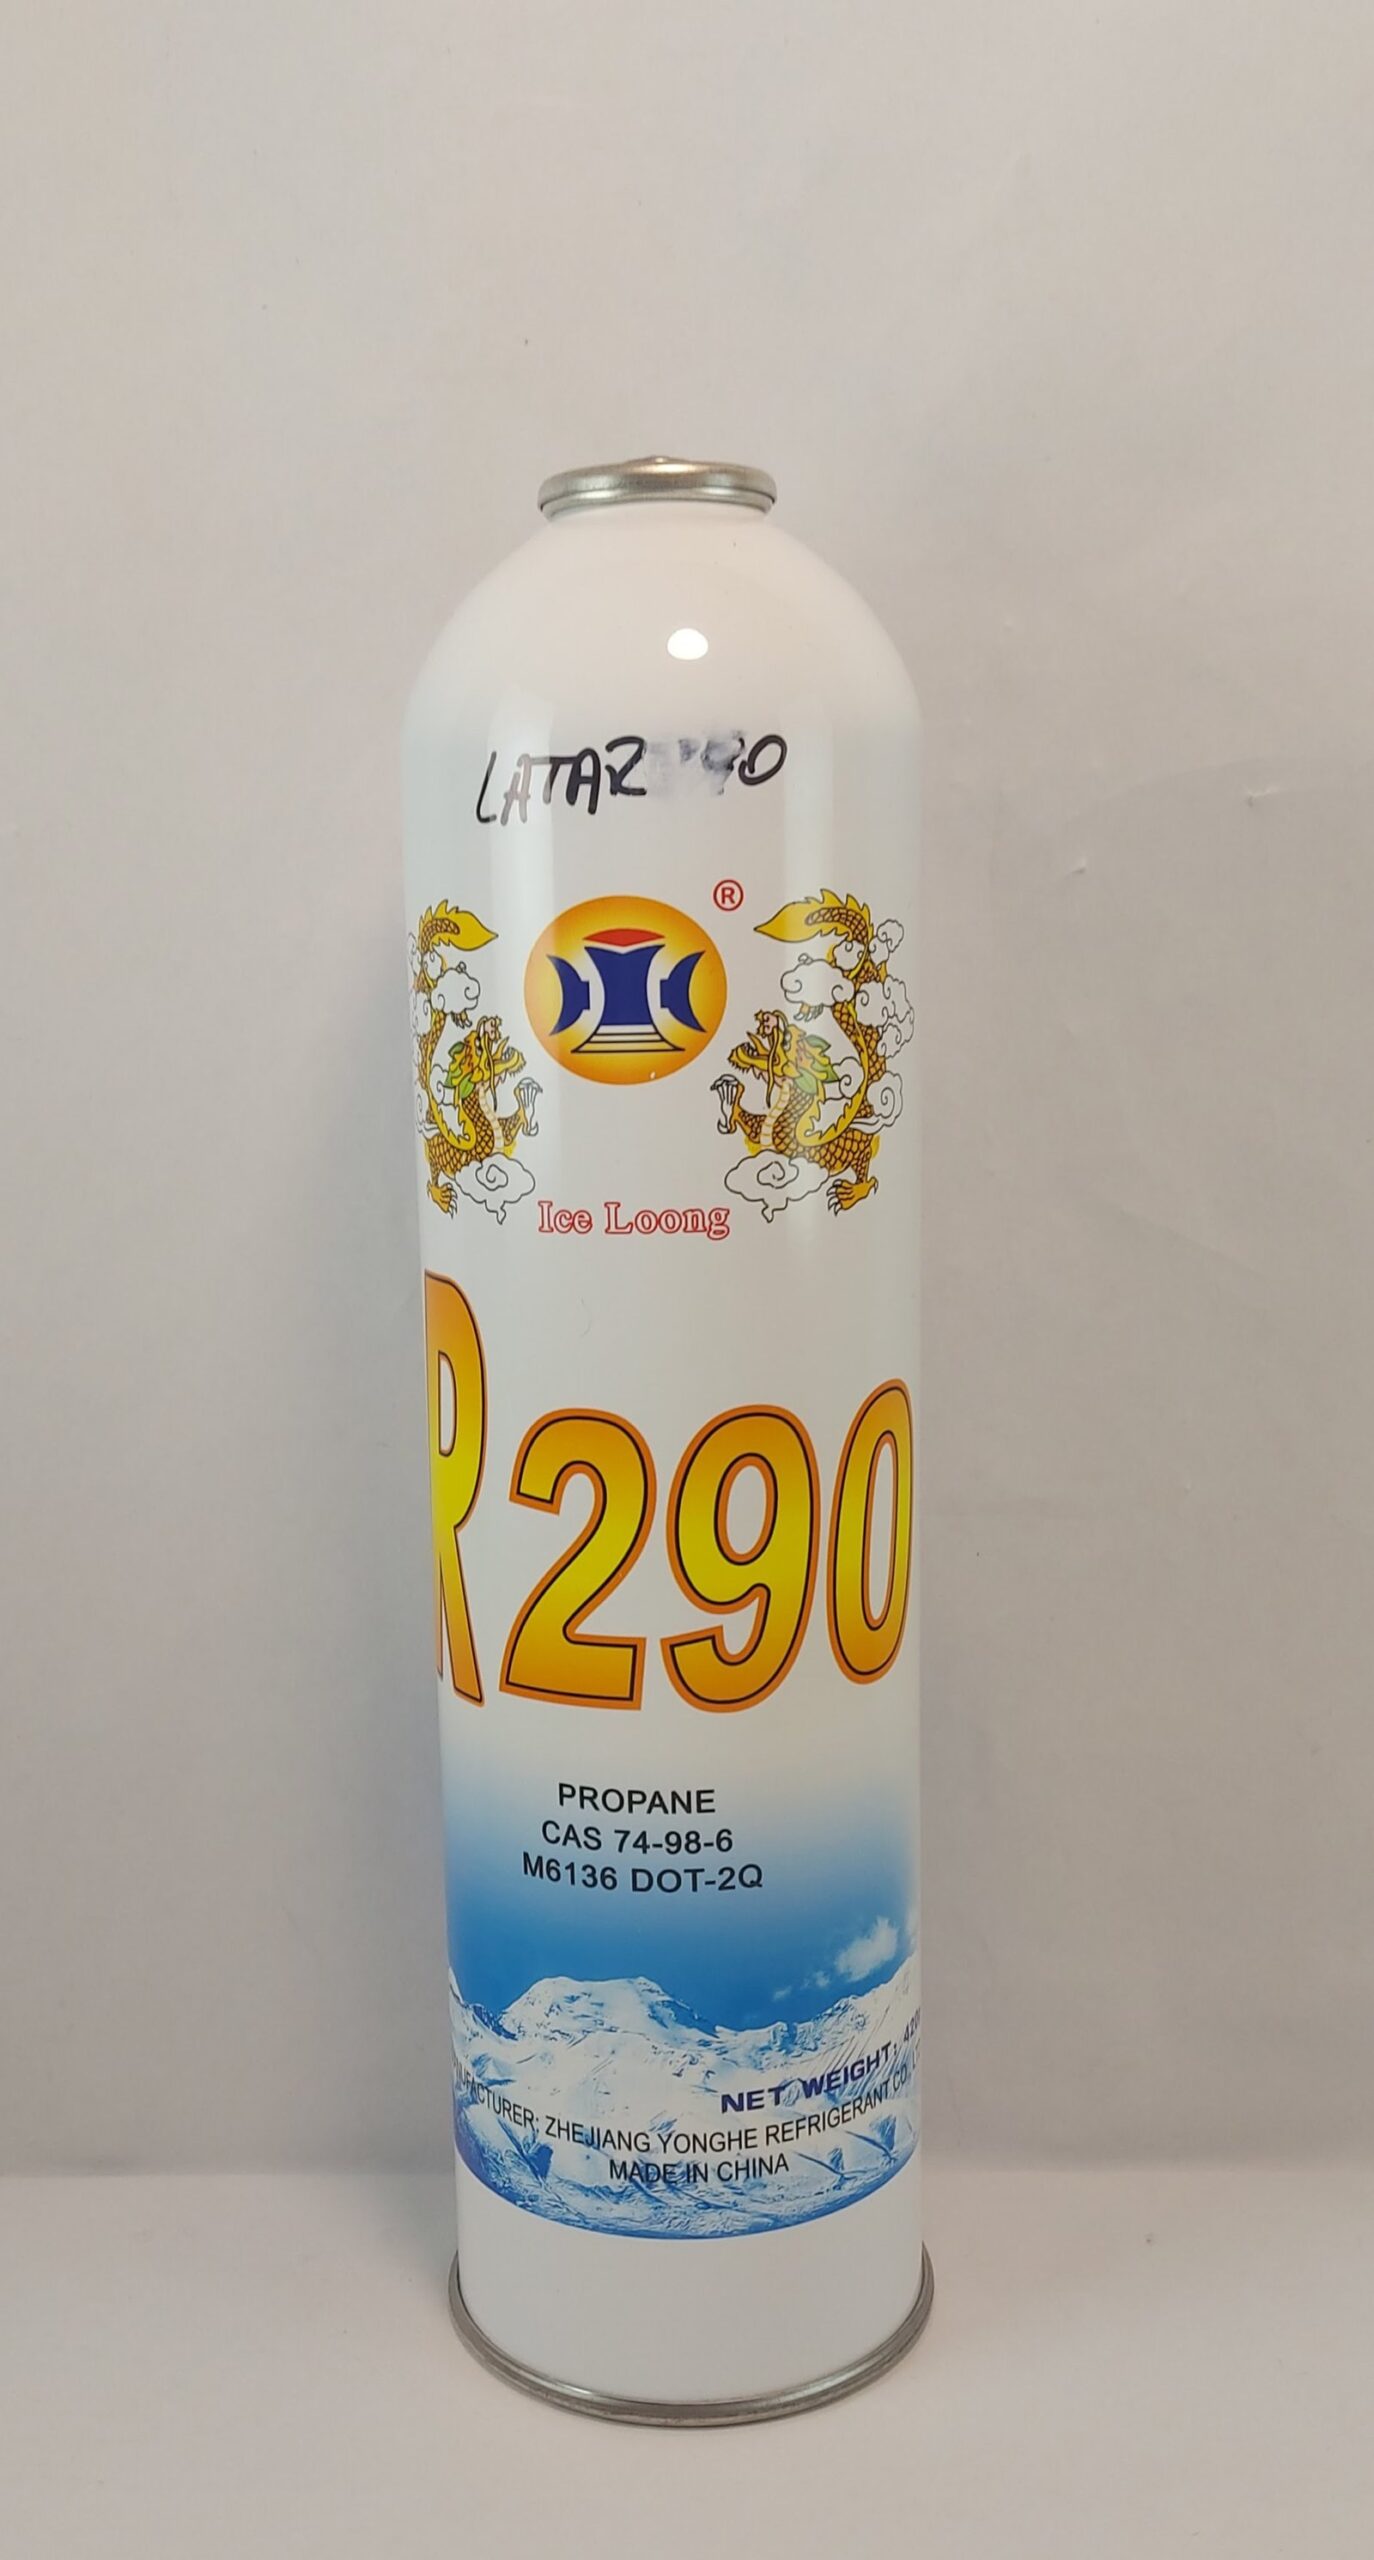 ®
Ice Loong
R290
PROPANE
CAS 74-98-6
M6136 DOT-2Q
NET WEIGHT:
ZHEJIANG YONGHE REFRIGERANT CO.,
MADE IN CHINA